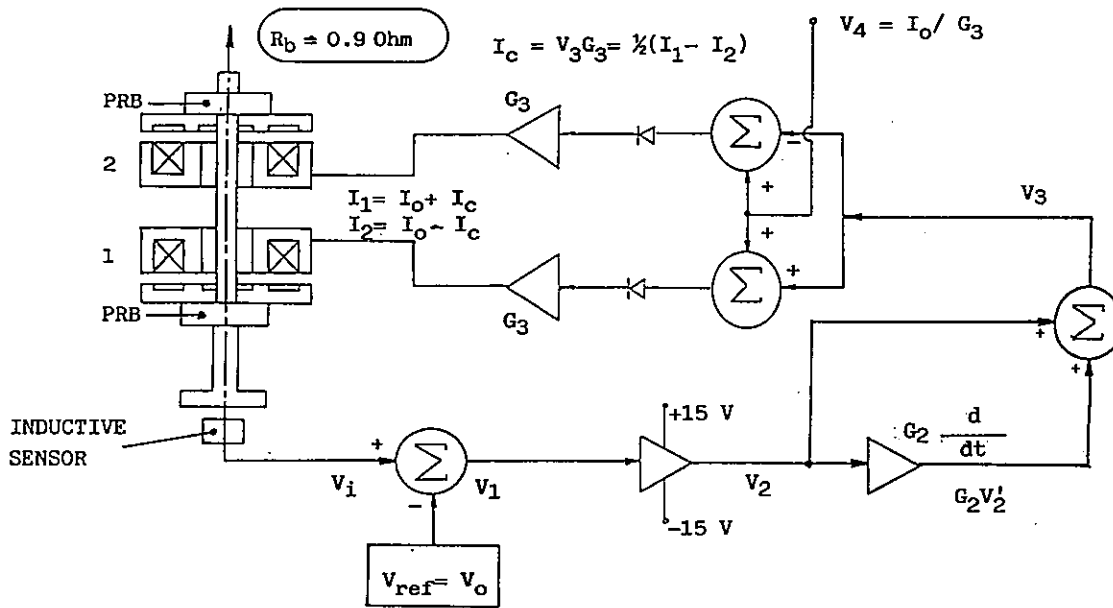 R_b ≐ 0.9 Ohm
I_c = V_3G_3= ½(I_1- I_2)
V_4 = I_o/ G_3
PRB
G_3
Σ
-
2
+
I_1= I_o+ I_c
I_2= I_o- I_c
V_3
+
1
+
Σ
PRB
G_3
Σ
+
+
INDUCTIVE
SENSOR
+15 V
G_2 d/dt
+
Σ
V_i
V_1
V_2
G_2V_2'
-
-15 V
V_ref= V_o